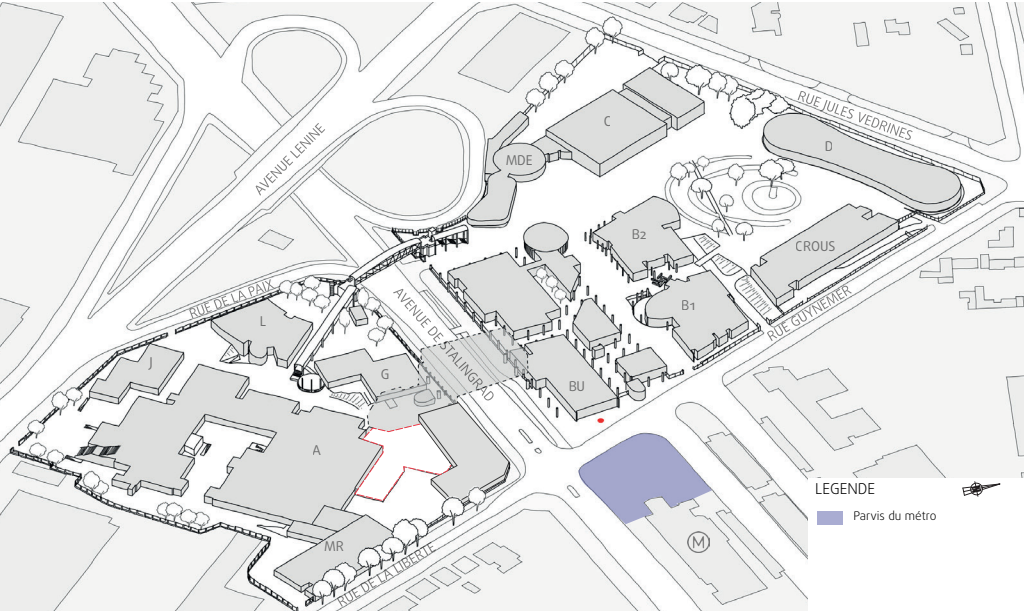 RUE JULES VEDRINES
C
D
AVENUE LENINE
MDE
B2
CROUS
RUE DE LA PAIX
AVENUE DE STALINGRAD
B1
L
RUE GUYNEMER
J
G
BU
A
LEGENDE
Parvis du métro
M
MR
RUE DE LA LIBERTE